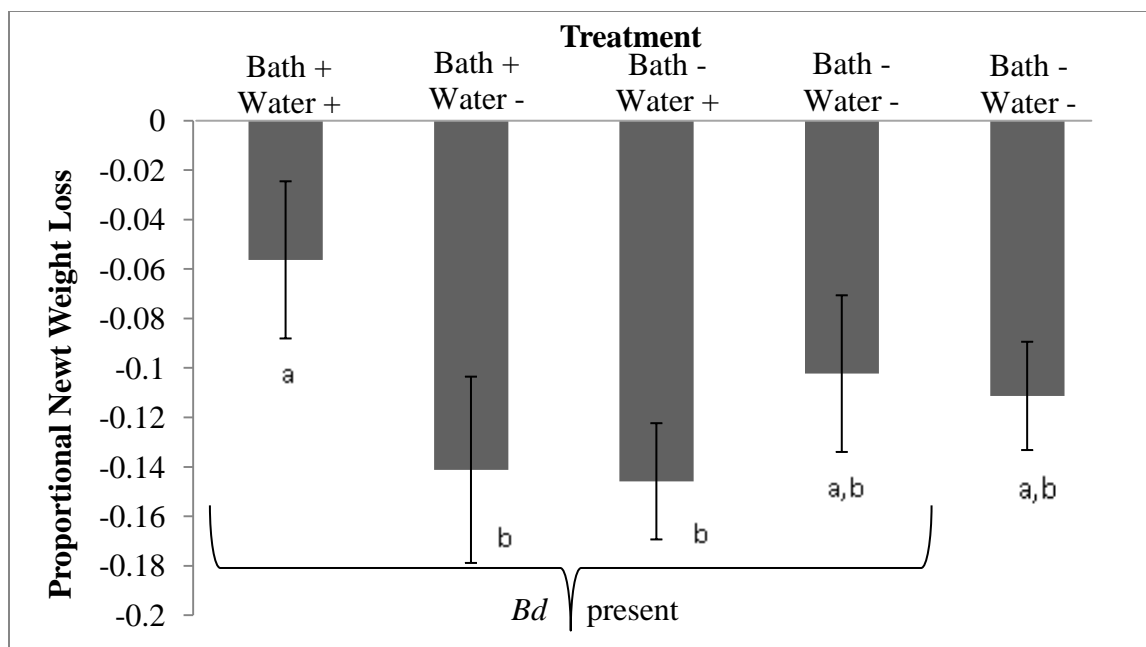 Treatment
Bath + Bath + Bath - Bath - Bath -
Water + Water - Water + Water - Water -
Proportional Newt Weight Loss
0
-0.02
-0.04
-0.06
-0.08
-0.1
-0.12
-0.14
-0.16
-0.18
-0.2
a
b
b
a,b
a,b
Bd present